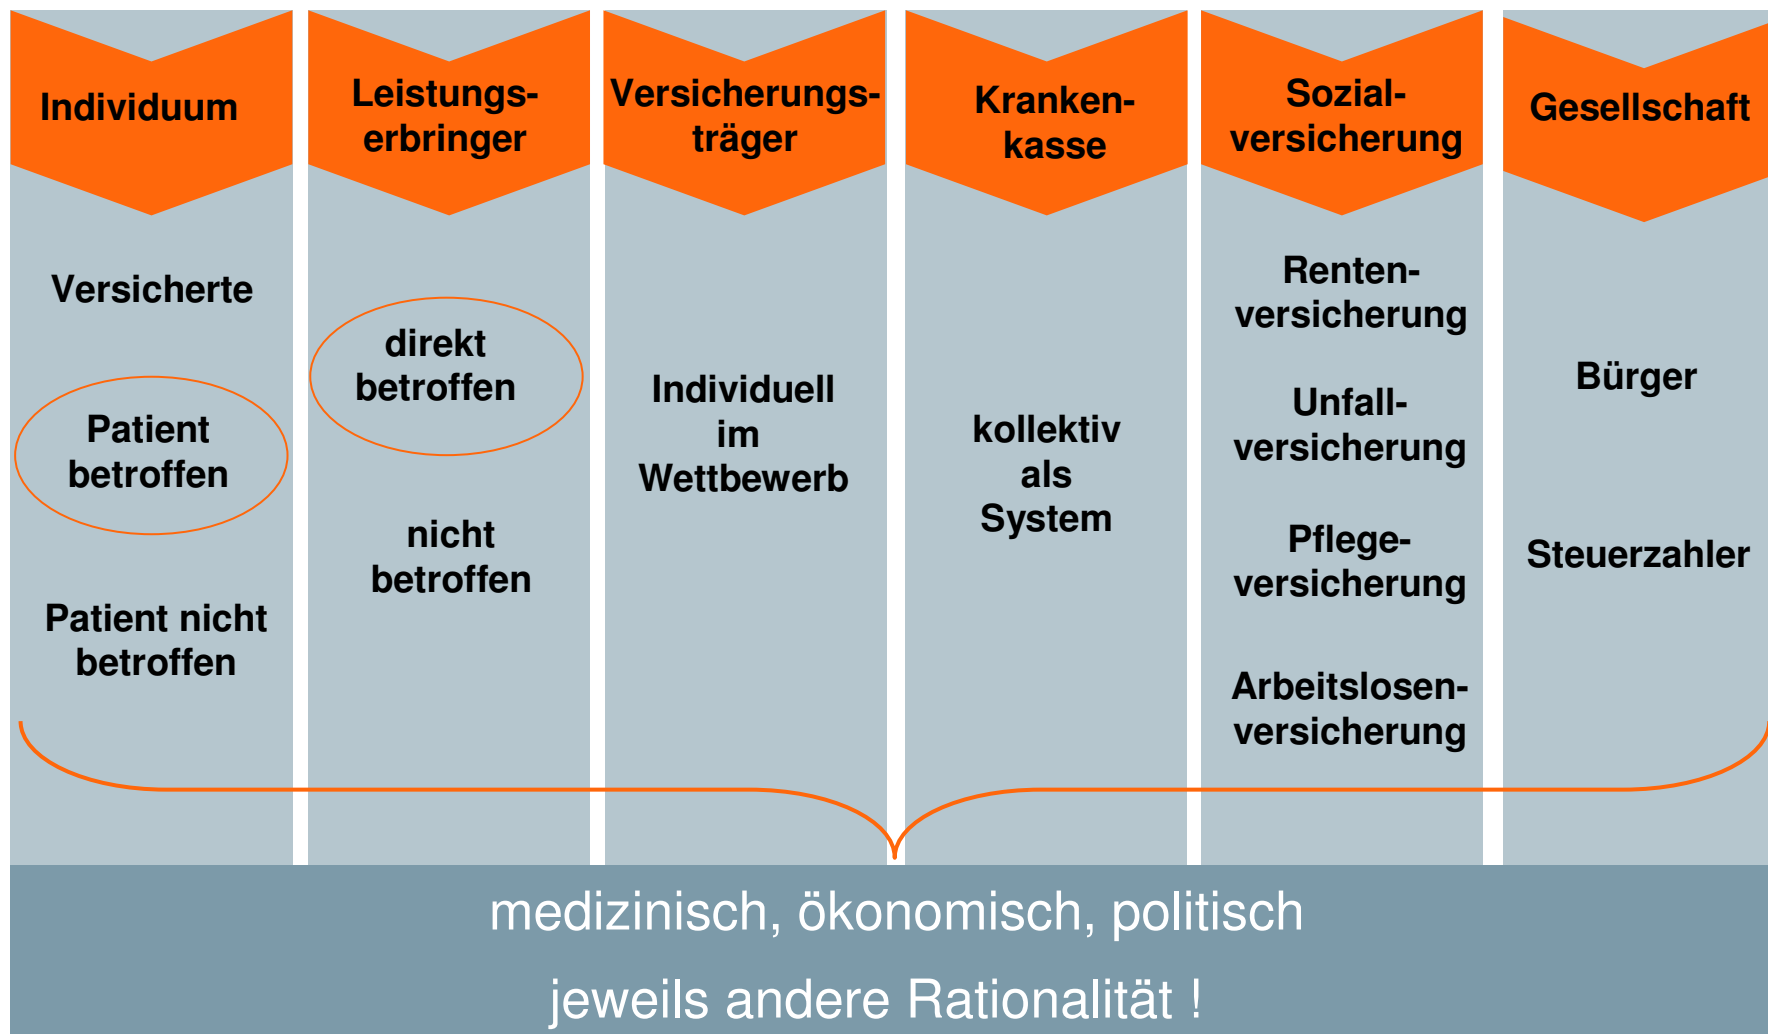 Individuum
Leistungs-
erbringer
Versicherungs-
träger
Kranken-
kasse
Sozial-
versicherung
Gesellschaft
Versicherte
Patient
betroffen
Patient nicht
betroffen
direkt
betroffen
nicht
betroffen
Individuell
im
Wettbewerb
kollektiv
als
System
Renten-
versicherung
Unfall-
versicherung
Pflege-
versicherung
Arbeitslosen-
versicherung
Bürger
Steuerzahler
medizinisch, ökonomisch, politisch
jeweils andere Rationalität !